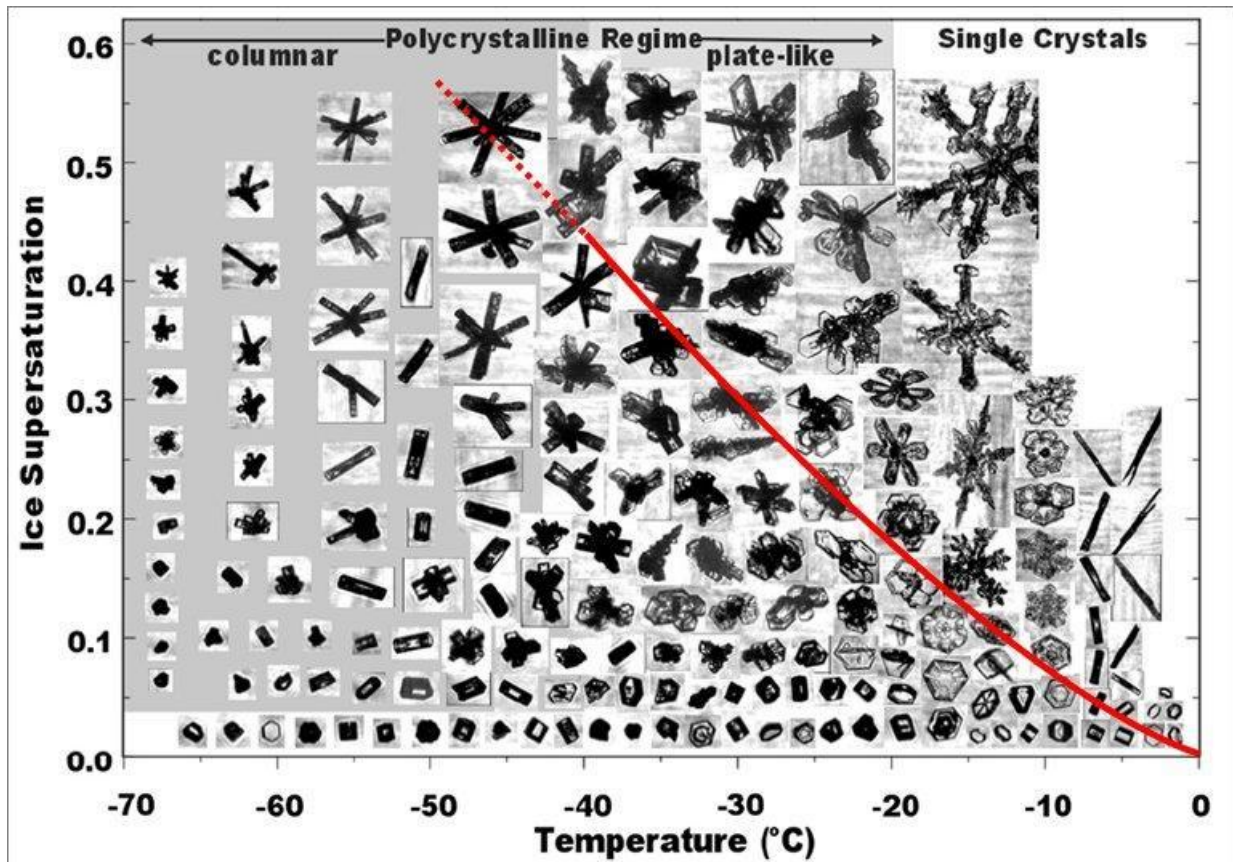 Polycrystalline Regime
Single Crystals
columnar
plate-like
Ice Supersaturation
0.6
0.5
0.4
0.3
0.2
0.1
0.0
-70
-60
-50
-40
-30
-20
-10
0
Temperature (°C)